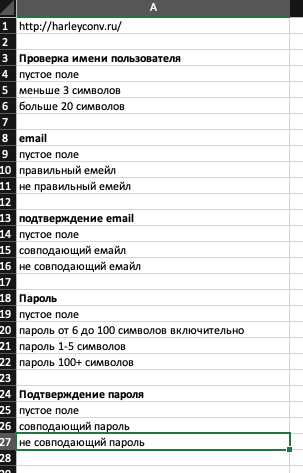 A
1 http://harleyconv.ru/
2
3 Проверка имени пользователя
4 пустое поле
5 меньше 3 символов
6 больше 20 символов
7
8 email
9 пустое поле
10 правильный емейл
11 не правильный емейл
12
13 подтверждение email
14 пустое поле
15 совподающий емайл
16 не совподающий емайл
17
18 Пароль
19 пустое поле
20 пароль от 6 до 100 символов включительно
21 пароль 1-5 символов
22 пароль 100+ символов
23
24 Подтверждение пароля
25 пустое поле
26 совподающий пароль
27 не совподающий пароль
28